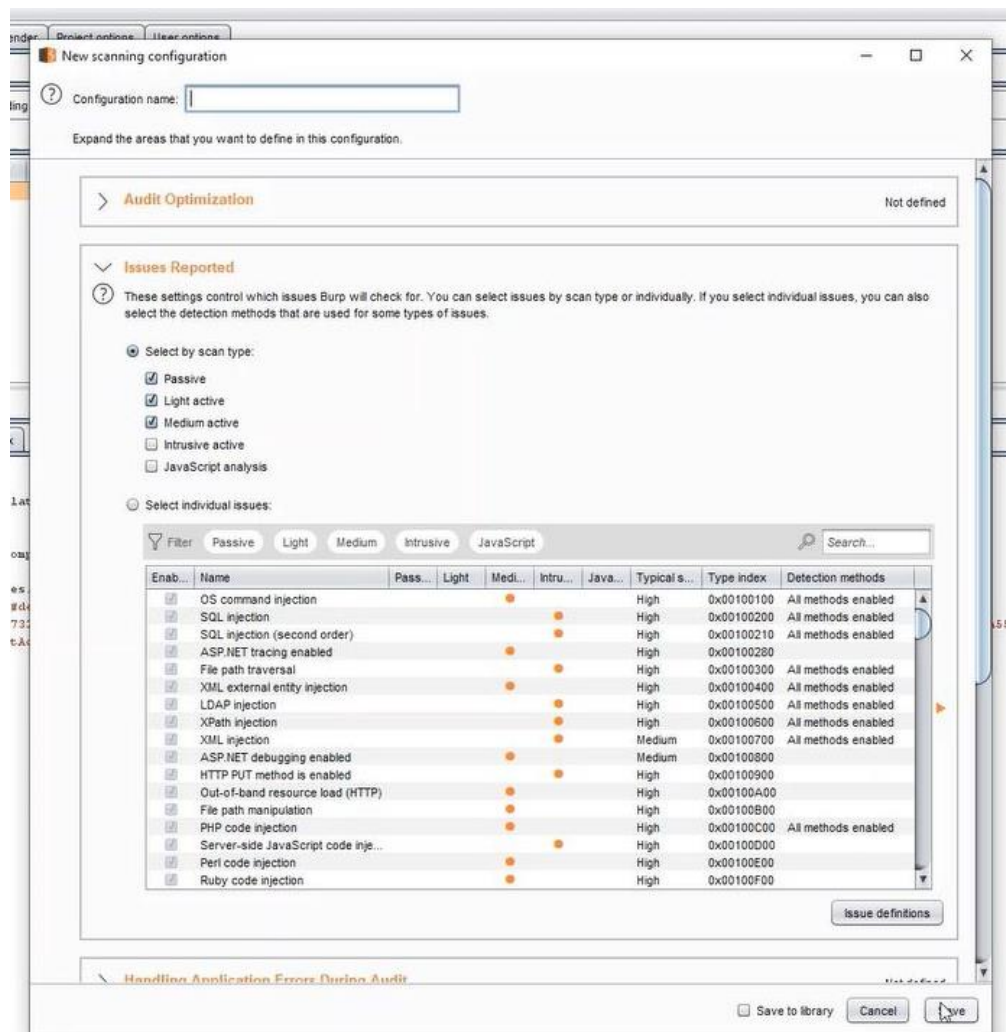 Project options User options
New scanning configuration
Configuration name:
Expand the areas that you want to define in this configuration.
Audit Optimization Not defined
Issues Reported
These settings control which issues Burp will check for. You can select issues by scan type or individually. If you select individual issues, you can also
select the detection methods that are used for some types of issues.
Select by scan type:
Passive
Light active
Medium active
Intrusive active
JavaScript analysis
Select individual issues:
Filter Passive Light Medium Intrusive JavaScript Search...
Enab... Name Pass... Light Medi... Intru... Java... Typical s... Type index Detection methods
OS command injection High 0x00100100 All methods enabled
SQL injection High 0x00100200 All methods enabled
SQL injection (second order) High 0x00100210 All methods enabled
ASP.NET tracing enabled High 0x00100280
File path traversal High 0x00100300 All methods enabled
XML external entity injection High 0x00100400 All methods enabled
LDAP injection High 0x00100500 All methods enabled
XPath injection High 0x00100600 All methods enabled
XML injection Medium 0x00100700 All methods enabled
ASP.NET debugging enabled Medium 0x00100800
HTTP PUT method is enabled High 0x00100900
Out-of-band resource load (HTTP) High 0x00100A00
File path manipulation High 0x00100B00
PHP code injection High 0x00100C00 All methods enabled
Server-side JavaScript code inje... High 0x00100D00
Perl code injection High 0x00100E00
Ruby code injection High 0x00100F00
Issue definitions
Handling Application Errors During Audit Not defined
Save to library Cancel